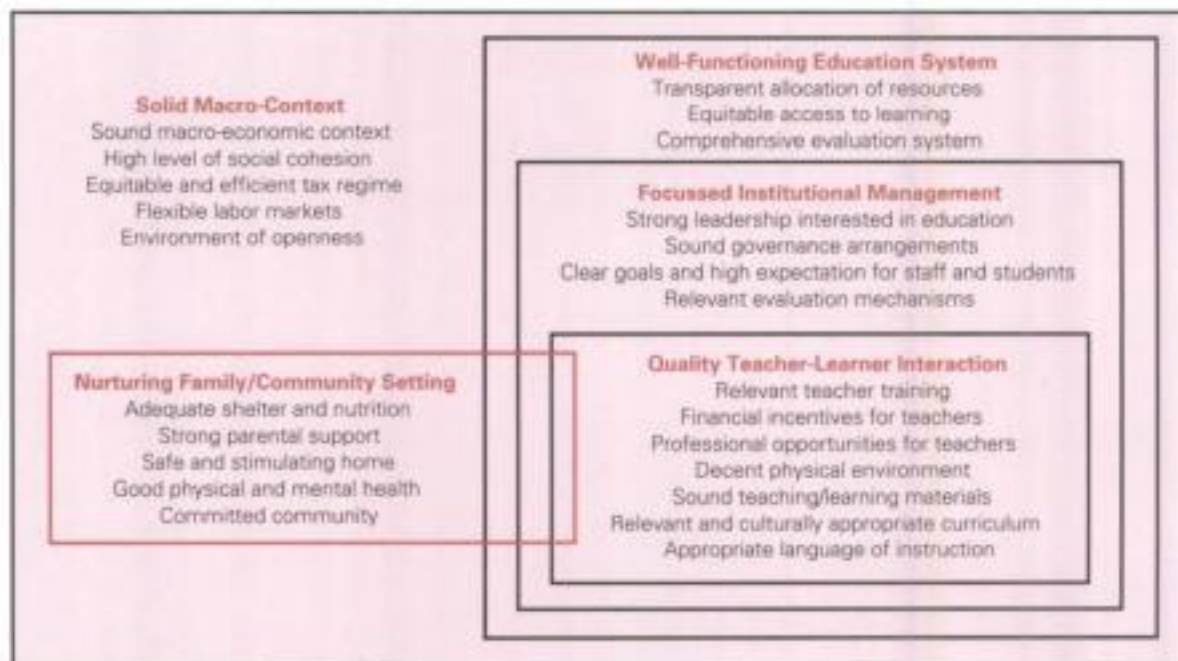 Solid Macro-Context
Sound macro-economic context
High level of social cohesion
Equitable and efficient tax regime
Flexible labor markets
Environment of openness
Well-Functioning Education System
Transparent allocation of resources
Equitable access to learning
Comprehensive evaluation system
Focussed Institutional Management
Strong leadership interested in education
Sound governance arrangements
Clear goals and high expectation for staff and students
Relevant evaluation mechanisms
Nurturing Family/Community Setting
Adequate shelter and nutrition
Strong parental support
Safe and stimulating home
Good physical and mental health
Committed community
Quality Teacher-Learner Interaction
Relevant teacher training
Financial incentives for teachers
Professional opportunities for teachers
Decent physical environment
Sound teaching/learning materials
Relevant and culturally appropriate curriculum
Appropriate language of instruction